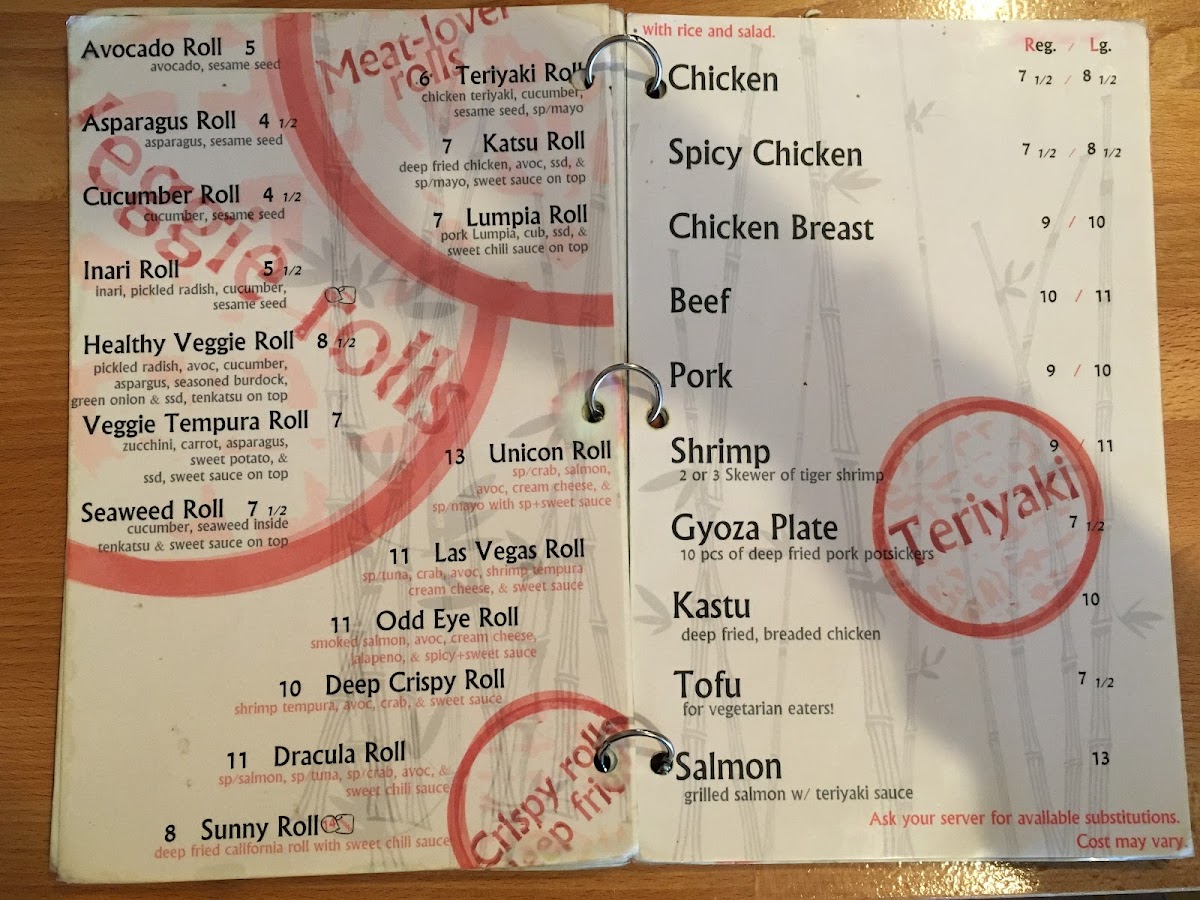 Avocado Roll 5
avocado, sesame seed
Asparagus Roll 4 1/2
asparagus, sesame seed
Cucumber Roll 4 1/2
cucumber, sesame seed
Inari Roll 5 1/2
inari, pickled radish, cucumber,
sesame seed
Healthy Veggie Roll 8 1/2
pickled radish, avoc, cucumber,
aspargus, seasoned burdock,
green onion & ssd, tenkatsu on top
Veggie Tempura Roll 7
zucchini, carrot, asparagus,
sweet potato, &
ssd, sweet sauce on top
Seaweed Roll 7 1/2
cucumber, seaweed inside
tenkatsu & sweet sauce on top
Veggie rolls
Meat-lover
rolls
6 Teriyaki Roll
chicken teriyaki, cucumber,
sesame seed, sp/mayo
7 Katsu Roll
deep fried chicken, avoc, ssd, &
sp/mayo, sweet sauce on top
7 Lumpia Roll
pork Lumpia, cub, ssd, &
sweet chili sauce on top
13 Unicon Roll
sp/crab, salmon,
avoc, cream cheese, &
sp/mayo with sp+sweet sauce
11 Las Vegas Roll
sp/tuna, crab, avoc, shrimp tempura
cream cheese, & sweet sauce
11 Odd Eye Roll
smoked salmon, avoc, cream cheese,
jalapeno, & spicy+sweet sauce
10 Deep Crispy Roll
shrimp tempura, avoc, crab, & sweet sauce
11 Dracula Roll
sp/salmon, sp/tuna, sp/crab, avoc, &
sweet chili sauce
8 Sunny Roll
deep fried california roll with sweet chili sauce
Crispy rolls
deep fried
with rice and salad.
Reg. / Lg.
Chicken 7 1/2 / 8 1/2
Spicy Chicken 7 1/2 / 8 1/2
Chicken Breast 9 / 10
Beef 10 / 11
Pork 9 / 10
Shrimp 9 / 11
2 or 3 Skewer of tiger shrimp
Gyoza Plate 7 1/2
10 pcs of deep fried pork potsickers
Kastu 10
deep fried, breaded chicken
Tofu 7 1/2
for vegetarian eaters!
Salmon 13
grilled salmon w/ teriyaki sauce
Teriyaki
Ask your server for available substitutions.
Cost may vary.